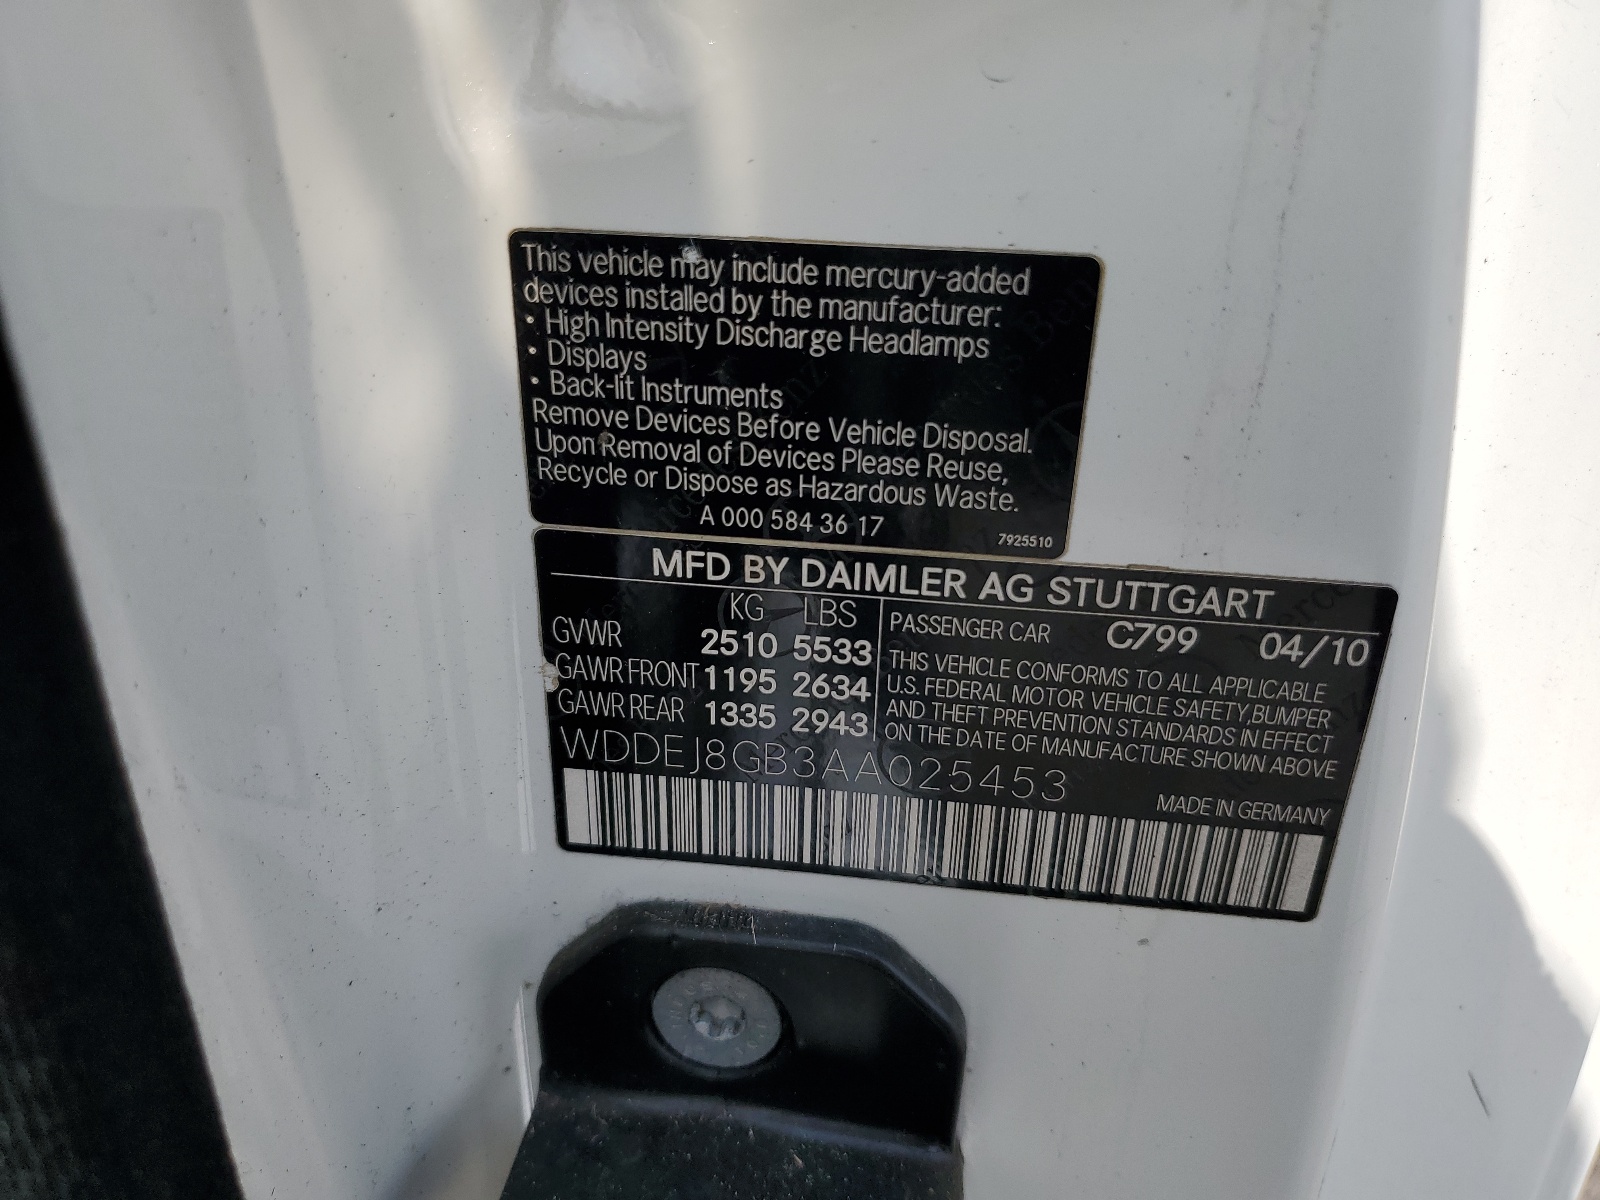 This vehicle may include mercury-added
devices installed by the manufacturer:
• High Intensity Discharge Headlamps
• Displays
• Back-lit Instruments
Remove Devices Before Vehicle Disposal.
Upon Removal of Devices Please Reuse,
Recycle or Dispose as Hazardous Waste.
A 000 584 36 17
7925510
MFD BY DAIMLER AG STUTTGART
KG LBS
GVWR 2510 5533
GAWR FRONT 1195 2634
GAWR REAR 1335 2943
PASSENGER CAR C799 04/10
THIS VEHICLE CONFORMS TO ALL APPLICABLE
U.S. FEDERAL MOTOR VEHICLE SAFETY,BUMPER
AND THEFT PREVENTION STANDARDS IN EFFECT
ON THE DATE OF MANUFACTURE SHOWN ABOVE
WDDEJ8GB3AA025453
MADE IN GERMANY